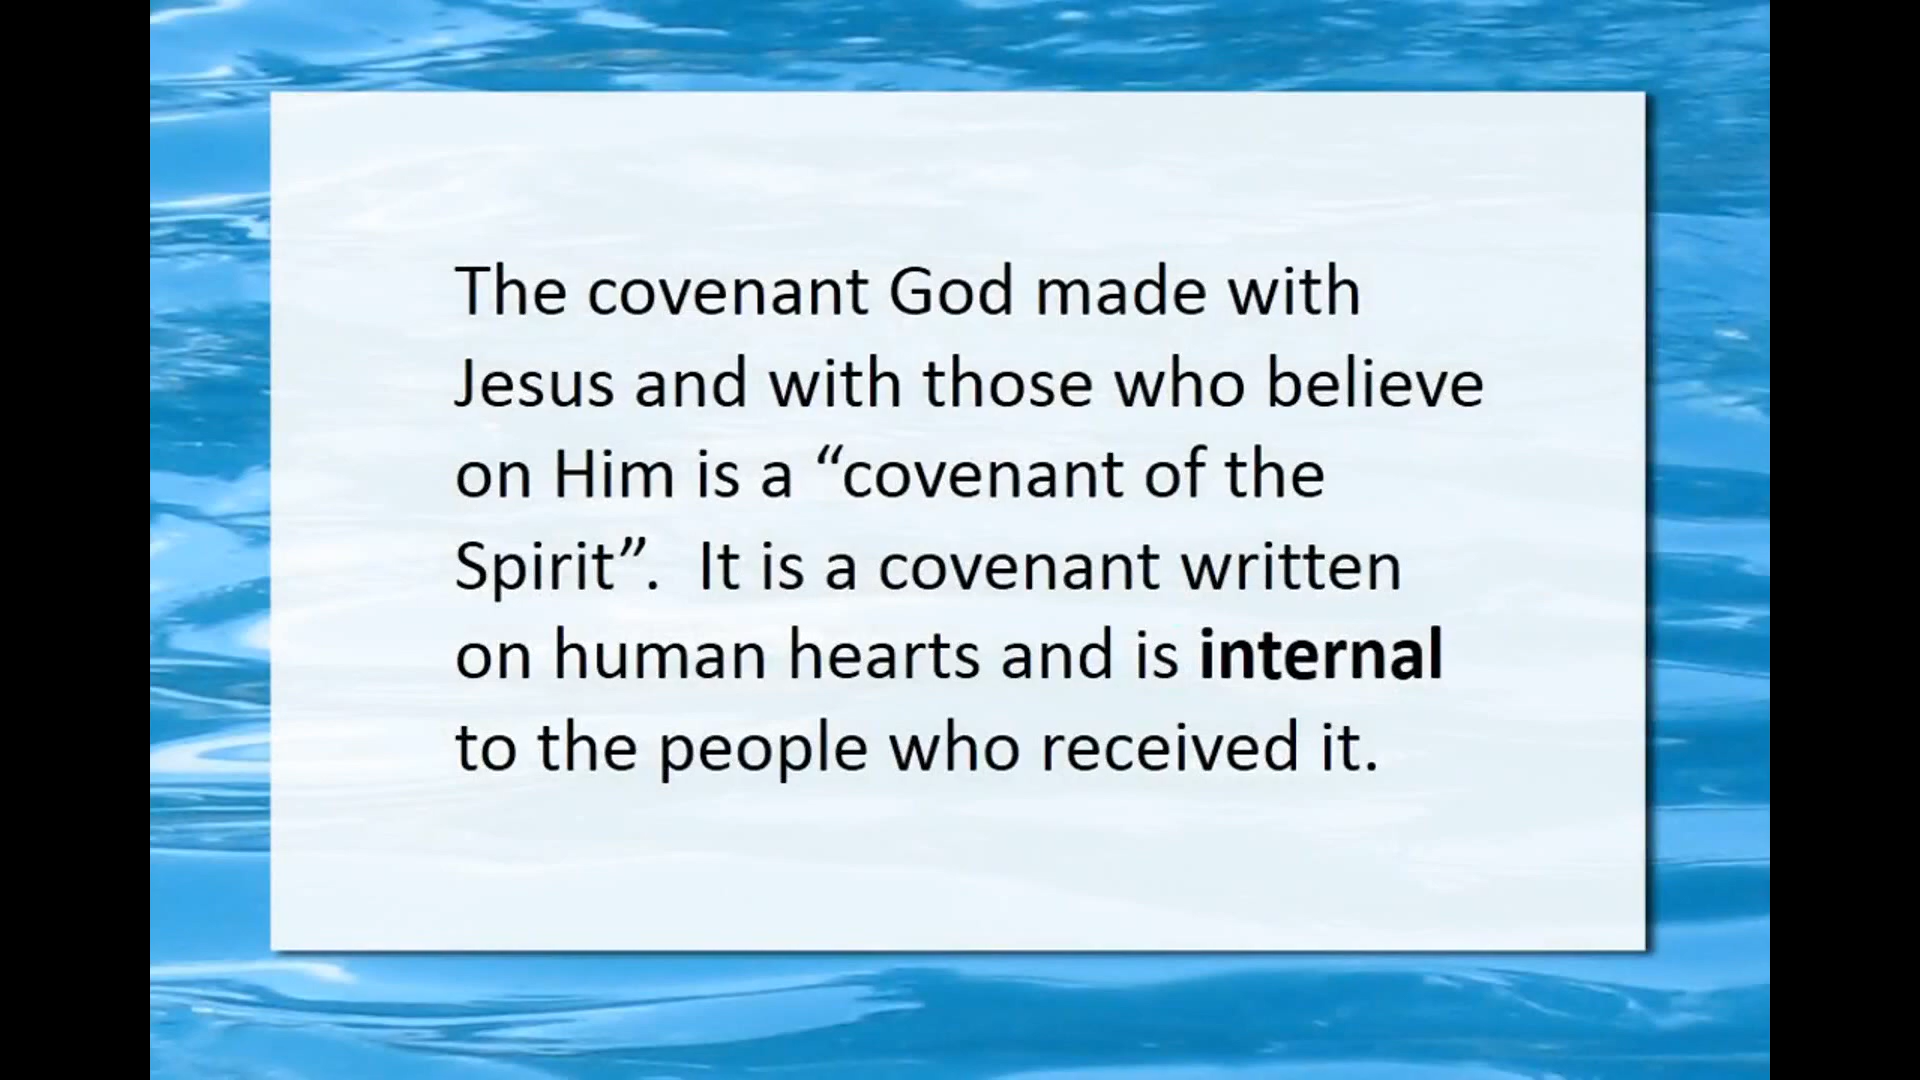 The covenant God made with
Jesus and with those who believe
on Him is a “covenant of the
Spirit”.  It is a covenant written
on human hearts and is internal
to the people who received it.